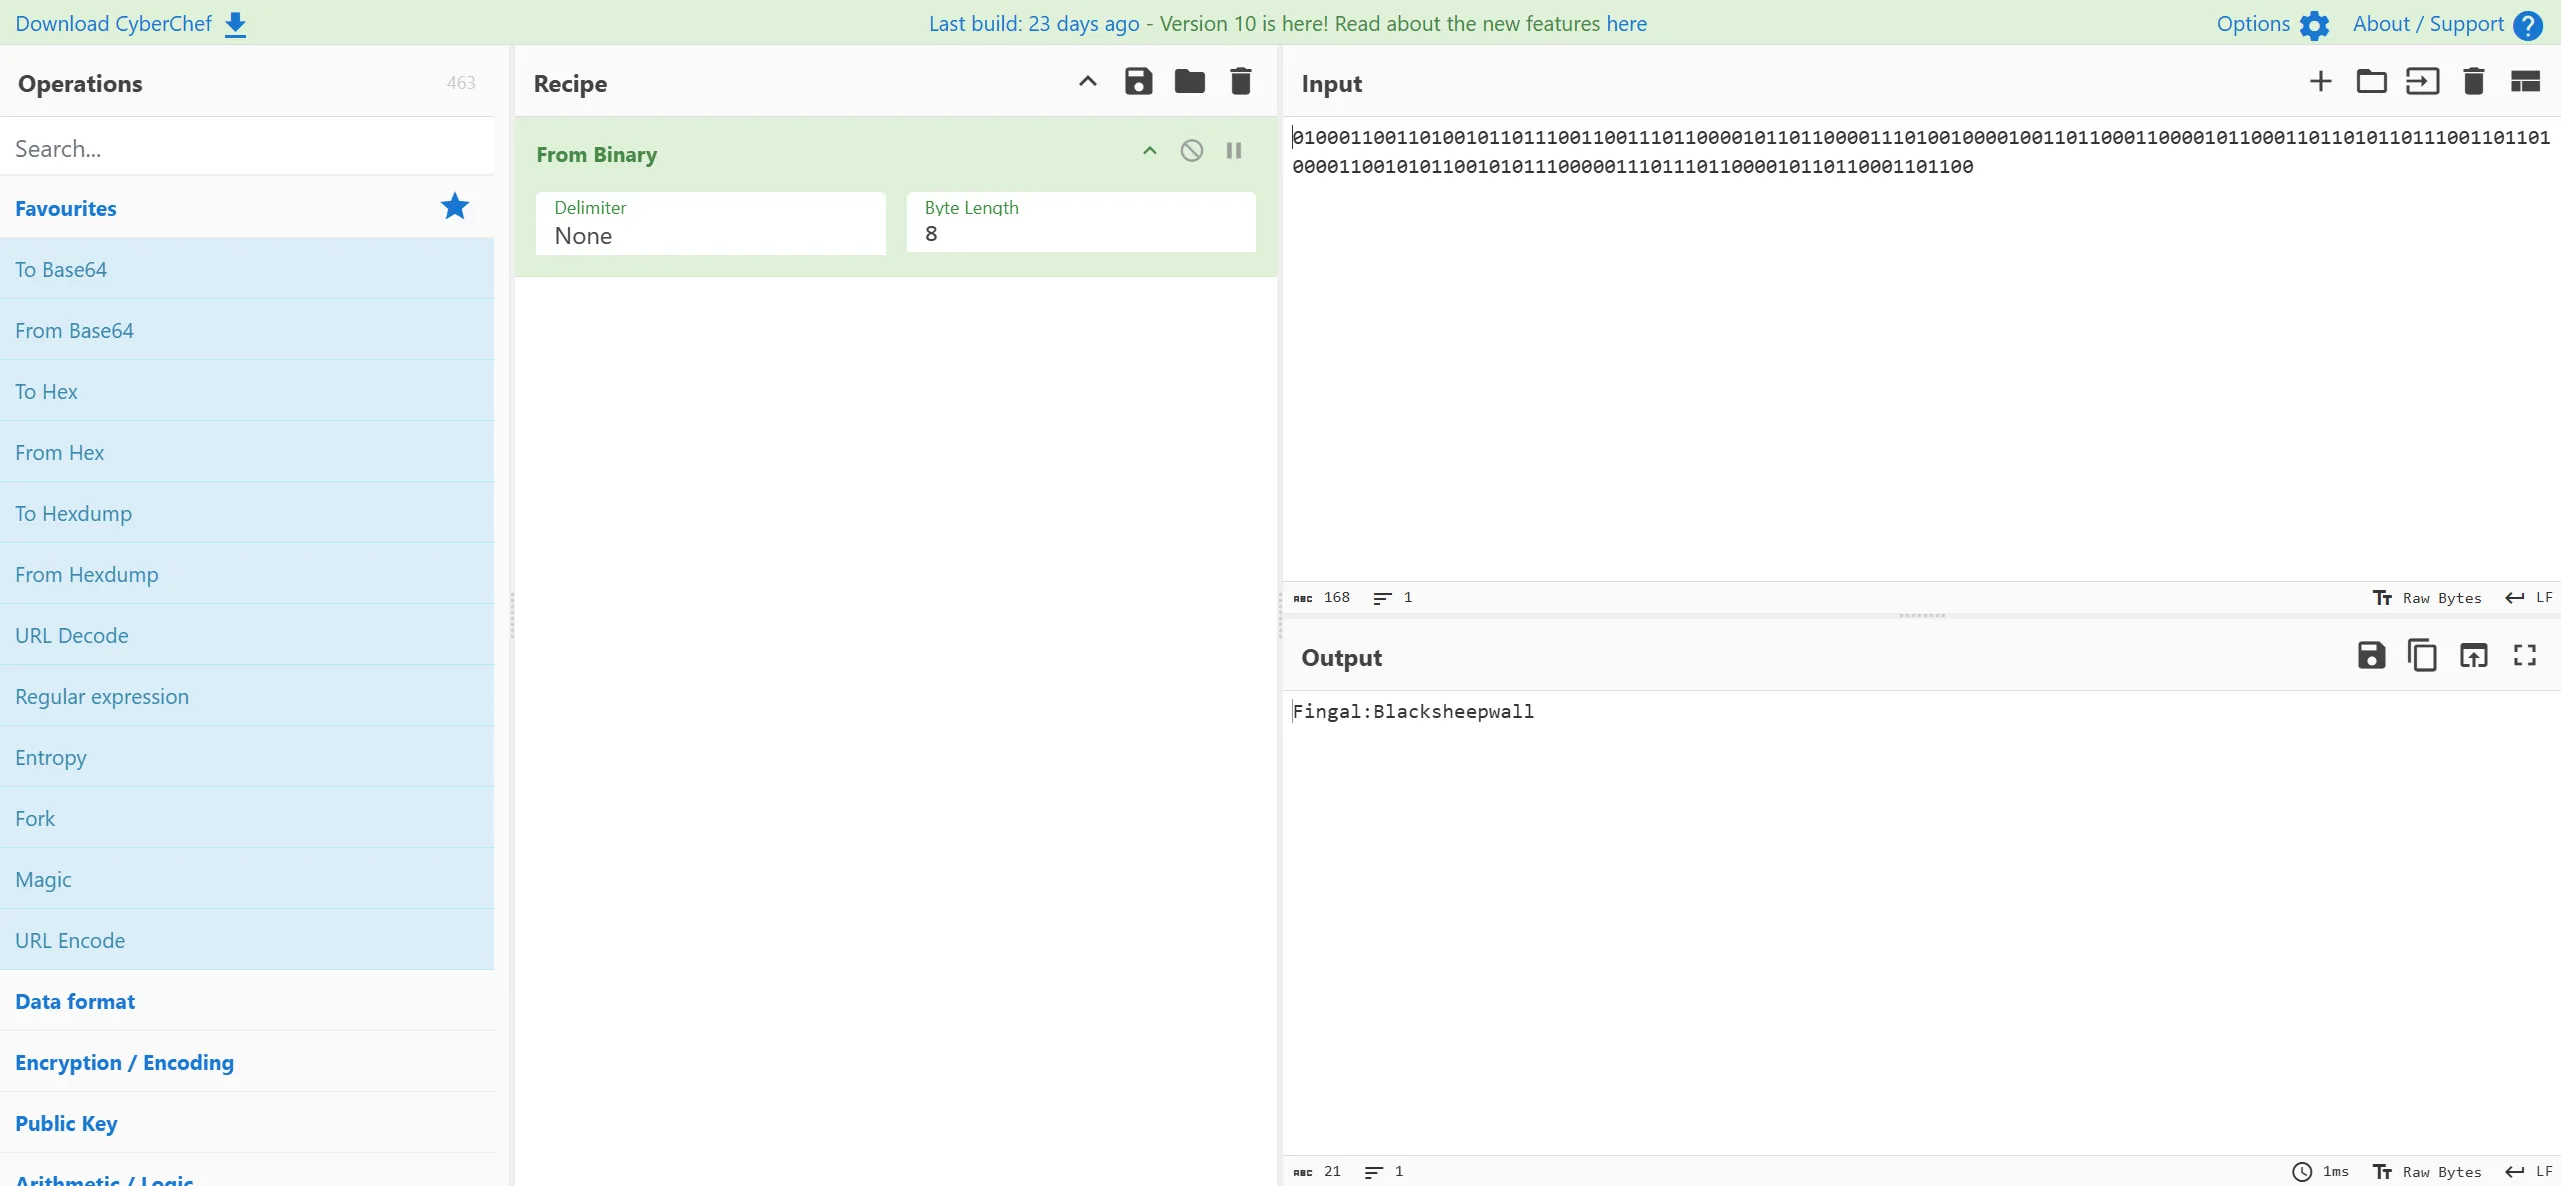 Download CyberChef
Last build: 23 days ago - Version 10 is here! Read about the new features here
Options
About / Support
Operations
463
Search...
Favourites
To Base64
From Base64
To Hex
From Hex
To Hexdump
From Hexdump
URL Decode
Regular expression
Entropy
Fork
Magic
URL Encode
Data format
Encryption / Encoding
Public Key
Arithmetic / Logic
Recipe
From Binary
Delimiter
None
Byte Length
8
Input
0100011001101001011011100110011101100001011011000011101001000010011011000110000101100011011010110111001101101
00001100101011001010111000001110111011000010110110001101100
ABC 168 1
Raw Bytes LF
Output
Fingal:Blacksheepwall
ABC 21 1
1ms Raw Bytes LF